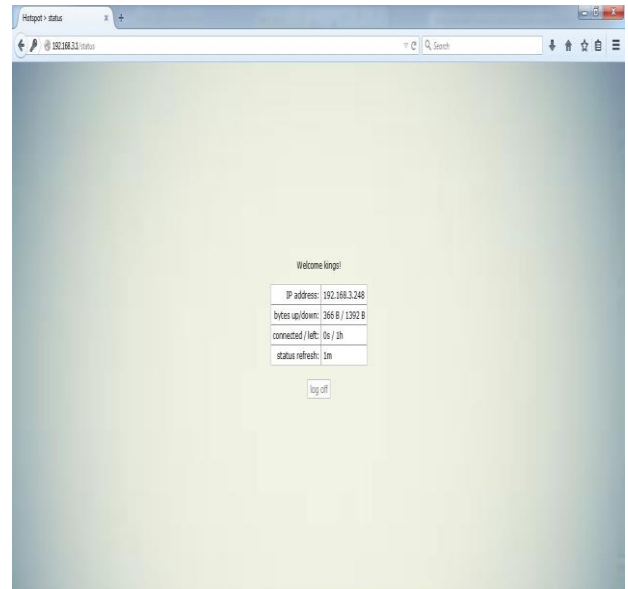 Hotspot > status x +
192.168.3.1/status Search
Welcome kings!
IP address: 192.168.3.248
bytes up/down: 366 B / 1392 B
connected / left: 0s / 1h
status refresh: 1m
log off